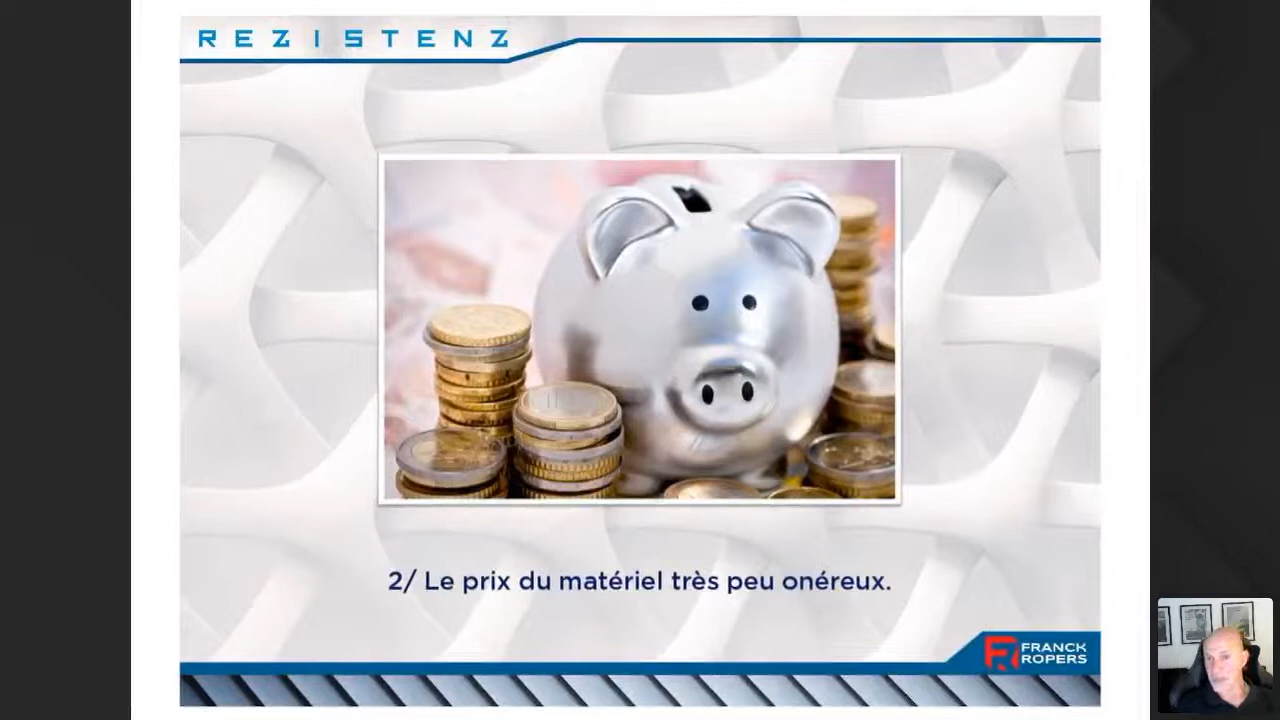 REZISTENZ
2/ Le prix du matériel très peu onéreux.
FRANCK
ROPERS